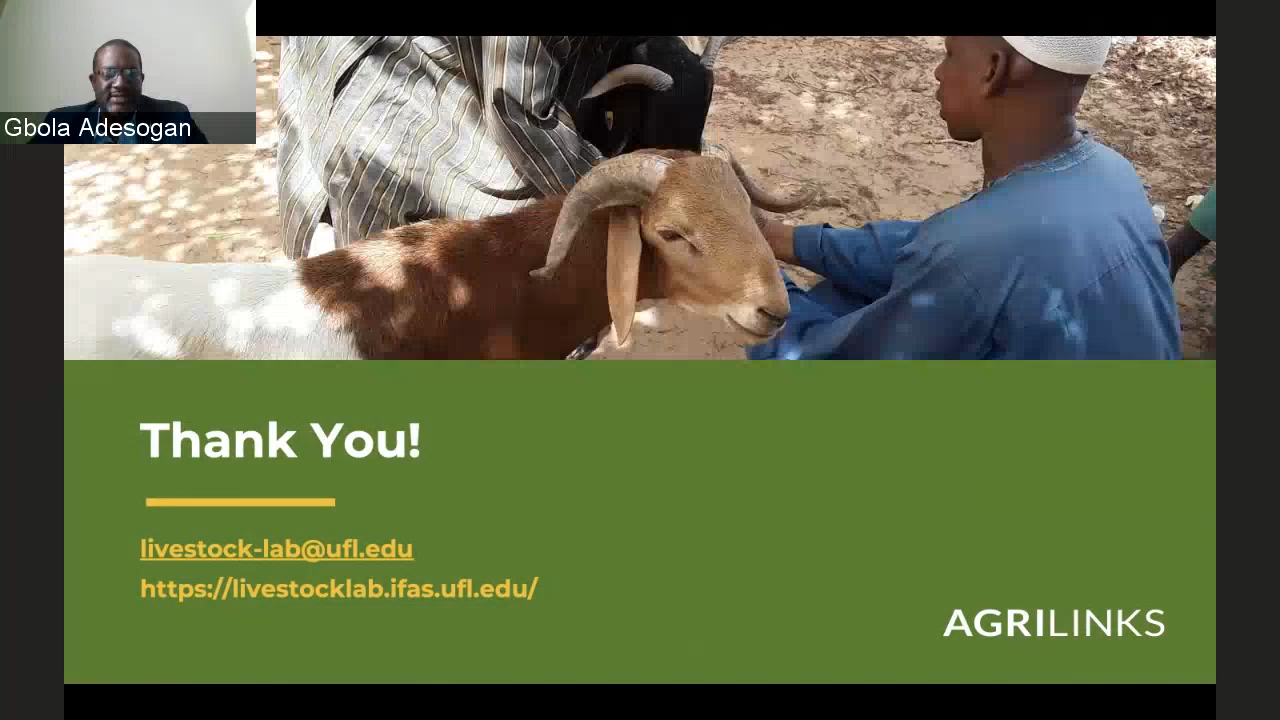 Gbola Adesogan
Thank You!
livestock-lab@ufl.edu
https://livestocklab.ifas.ufl.edu/
AGRILINKS